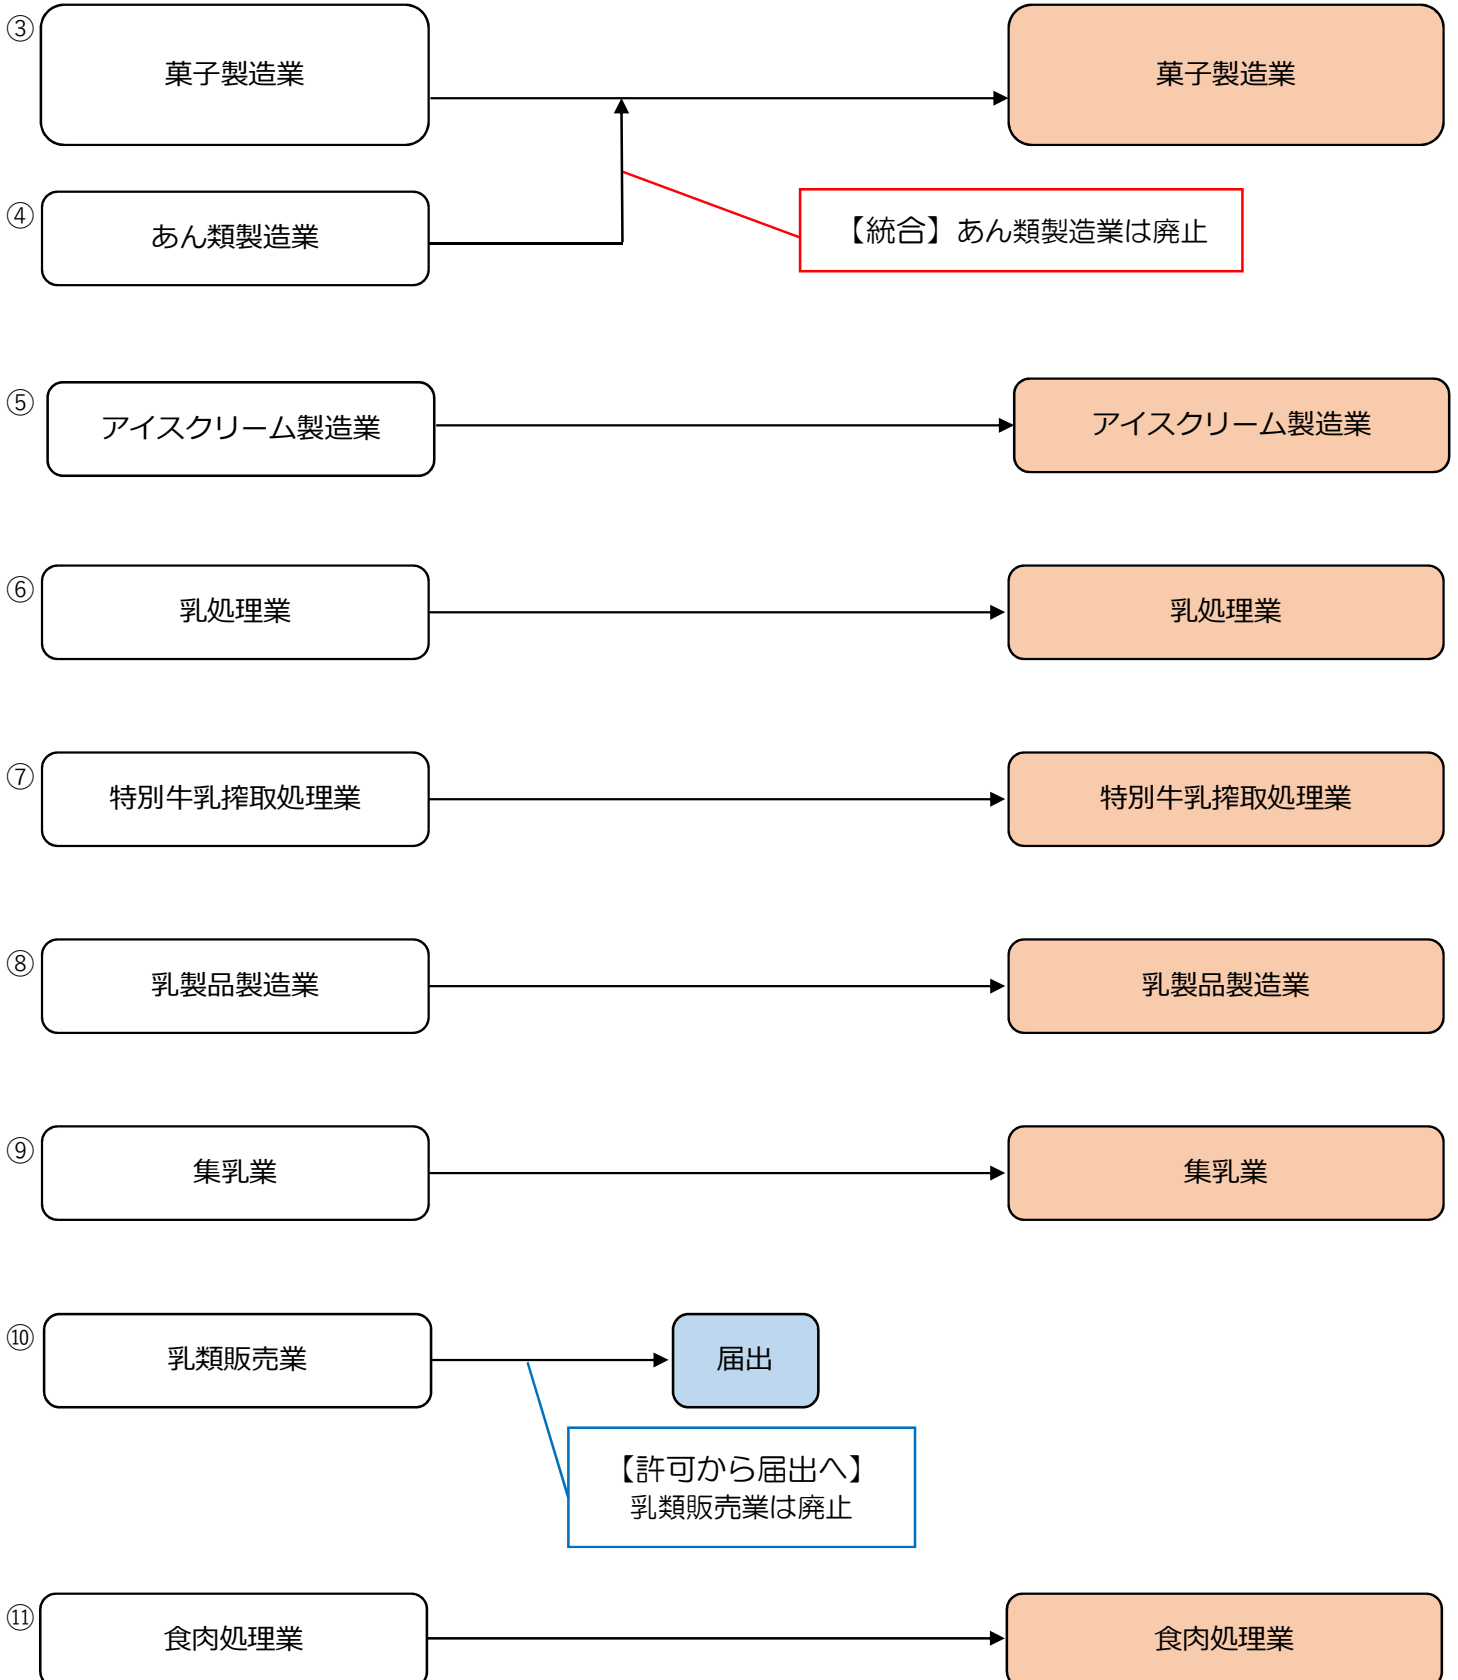 ③
菓子製造業
菓子製造業
④
あん類製造業
【統合】あん類製造業は廃止
⑤
アイスクリーム製造業
アイスクリーム製造業
⑥
乳処理業
乳処理業
⑦
特別牛乳搾取処理業
特別牛乳搾取処理業
⑧
乳製品製造業
乳製品製造業
⑨
集乳業
集乳業
⑩
乳類販売業
届出
【許可から届出へ】
乳類販売業は廃止
⑪
食肉処理業
食肉処理業